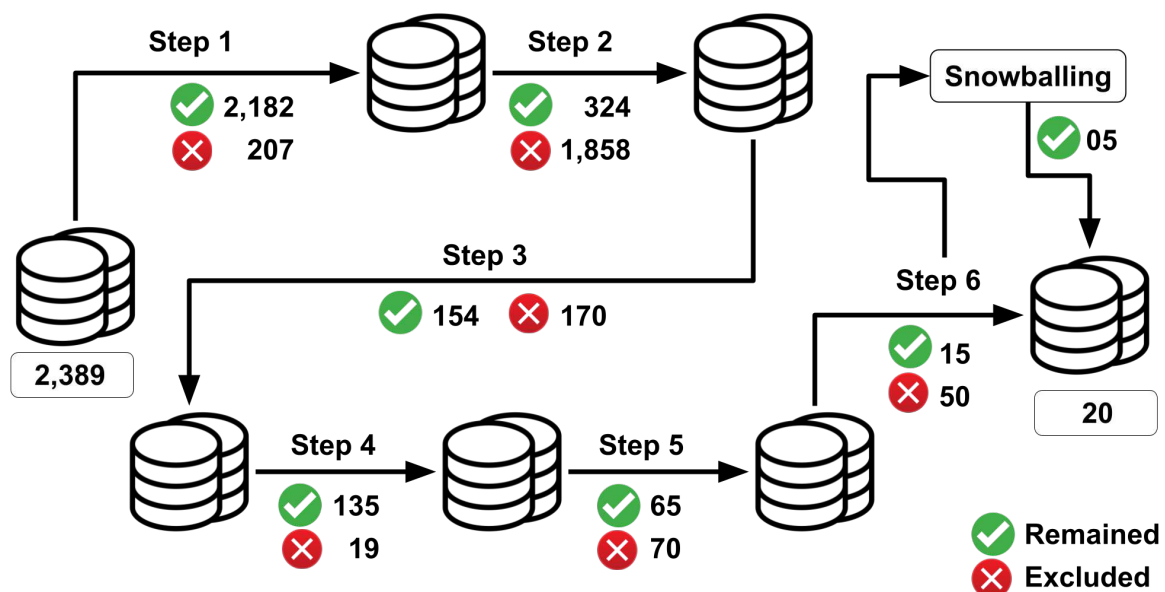 Step 1
2,182
207
Step 2
324
1,858
Snowballing
05
2,389
Step 3
154 170
Step 6
15
50
20
Step 4
135
19
Step 5
65
70
Remained
Excluded